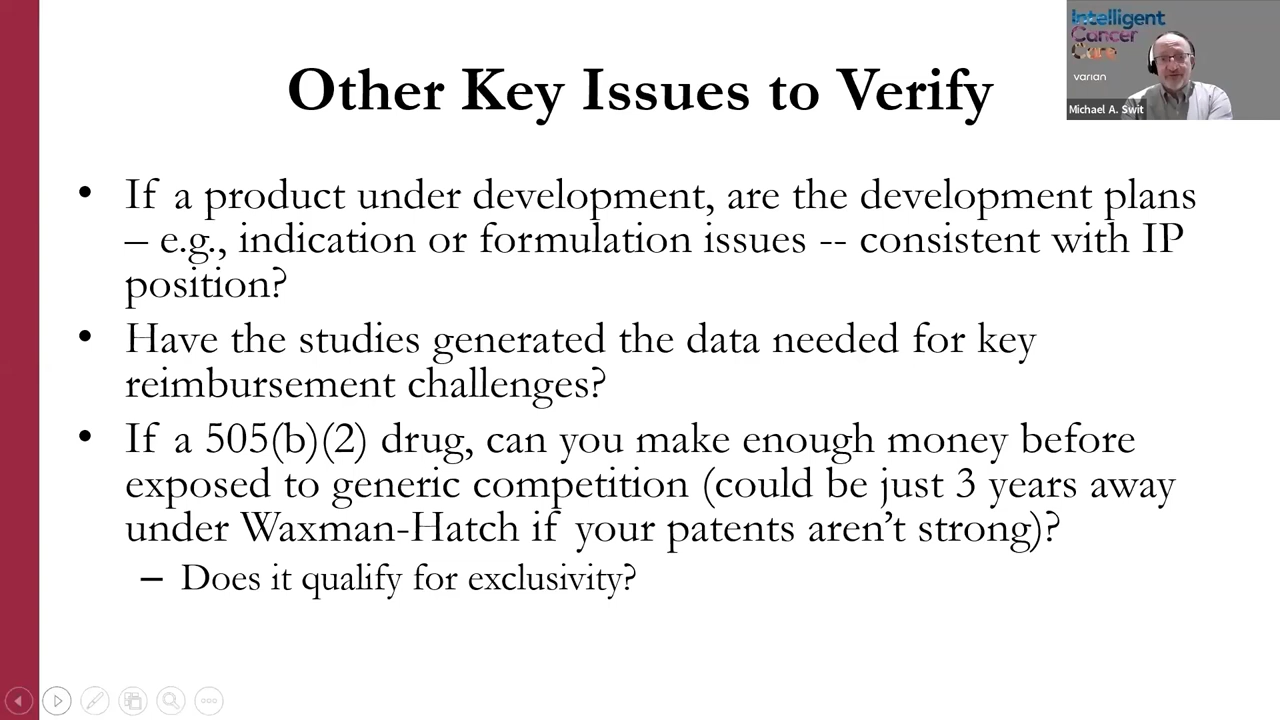 Other Key Issues to Verify
Intelligent
Cancer
Care
varian
Michael A. Swit
• If a product under development, are the development plans
– e.g., indication or formulation issues -- consistent with IP
position?
• Have the studies generated the data needed for key
reimbursement challenges?
• If a 505(b)(2) drug, can you make enough money before
exposed to generic competition (could be just 3 years away
under Waxman-Hatch if your patents aren’t strong)?
– Does it qualify for exclusivity?